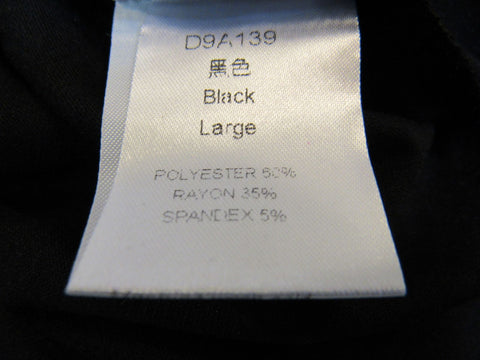 D9A139
黑色
Black
Large
POLYESTER 60%
RAYON 35%
SPANDEX 5%